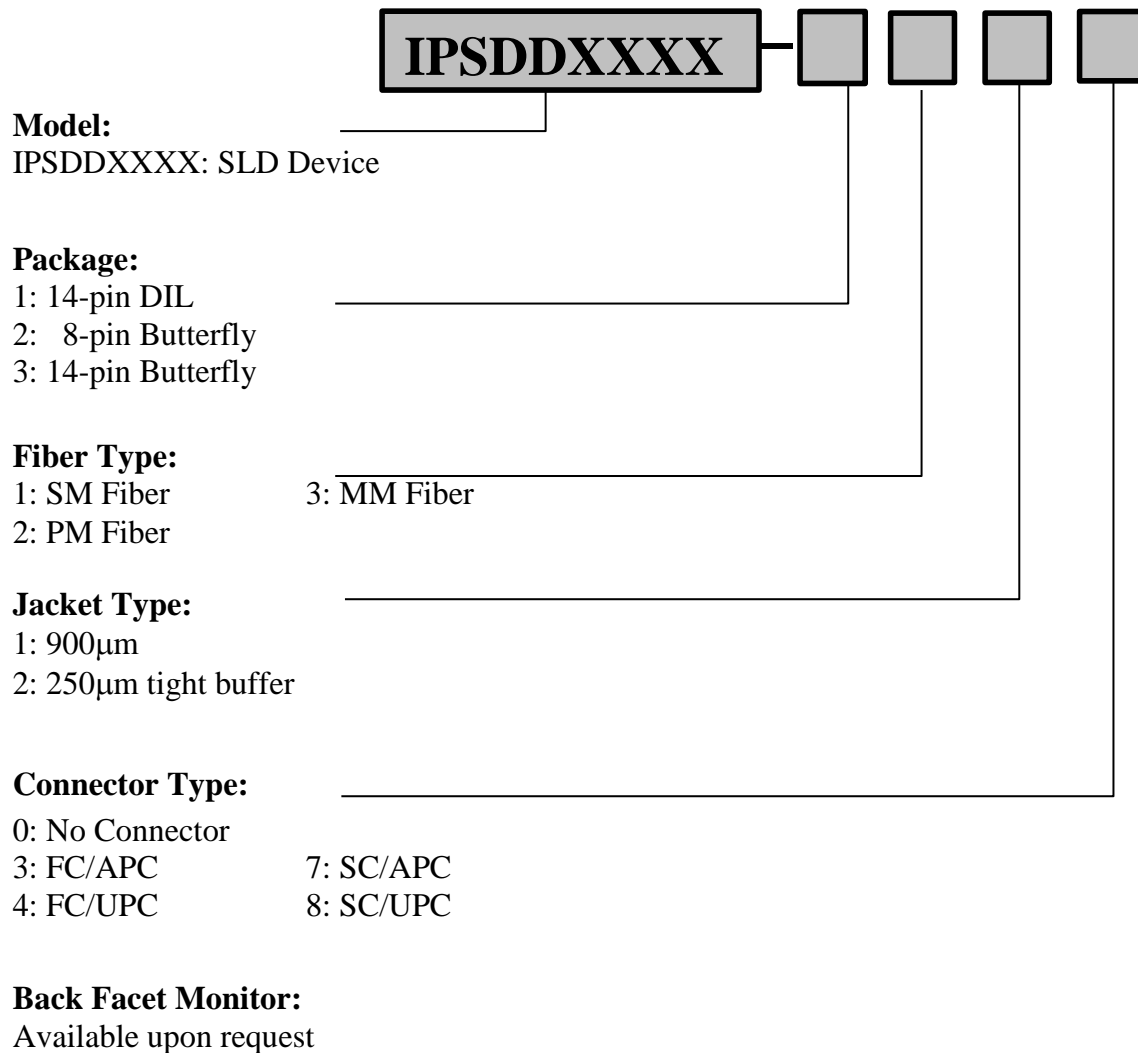 IPSDDXXXX
Model:
IPSDDXXXX: SLD Device
Package:
1: 14-pin DIL
2: 8-pin Butterfly
3: 14-pin Butterfly
Fiber Type:
1: SM Fiber 3: MM Fiber
2: PM Fiber
Jacket Type:
1: 900μm
2: 250μm tight buffer
Connector Type:
0: No Connector
3: FC/APC 7: SC/APC
4: FC/UPC 8: SC/UPC
Back Facet Monitor:
Available upon request